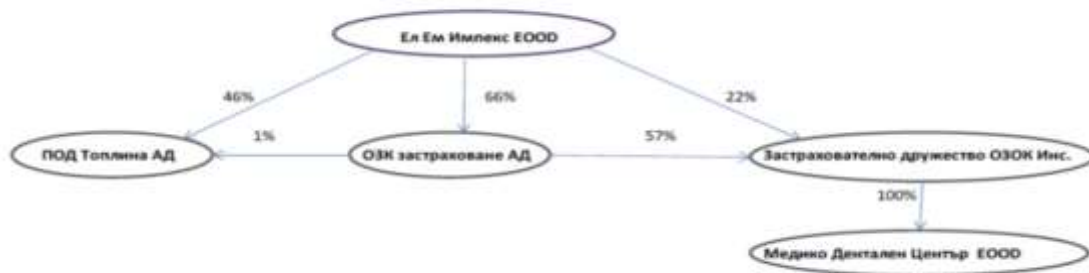 Ел Ем Импекс ЕООД
46%
66%
22%
1%
57%
ПОД Топлина АД
ОЗК застраховане АД
Застрахователно дружество ОЗОК Инс.
100%
Медико Дентален Център ЕООД